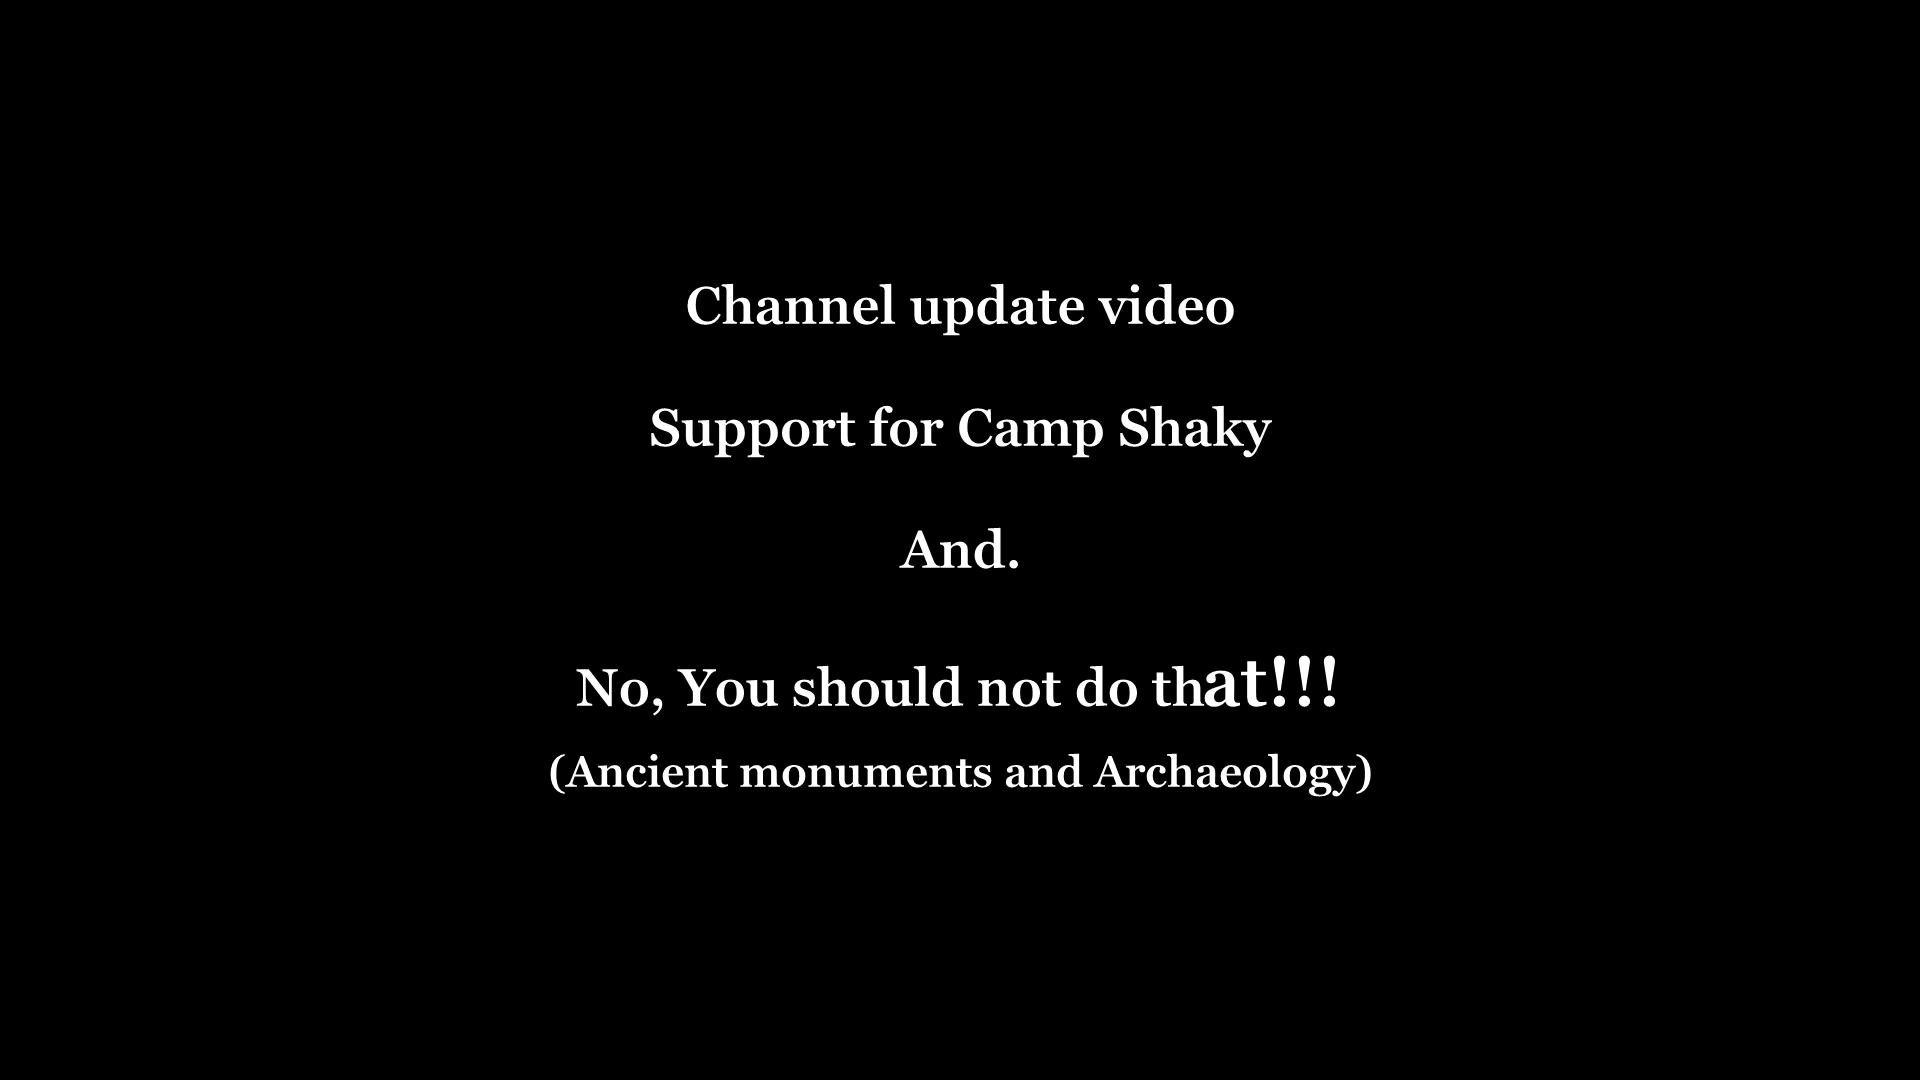 Channel update video
Support for Camp Shaky
And.
No, You should not do that!!!
(Ancient monuments and Archaeology)